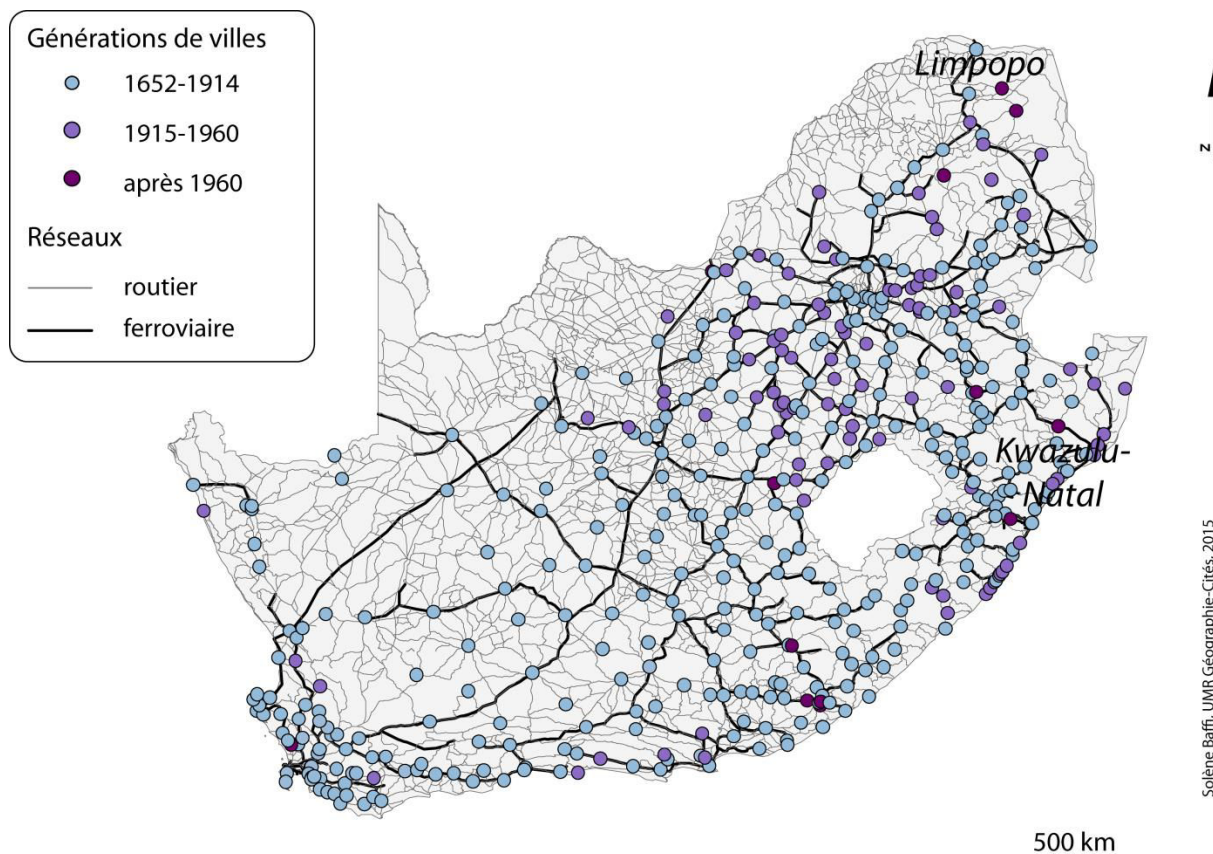 Générations de villes
1652-1914
1915-1960
après 1960
Réseaux
routier
ferroviaire
Limpopo
Kwazulu-
Natal
500 km
Solène Baffi, UMR Géographie-Cités, 2015
z